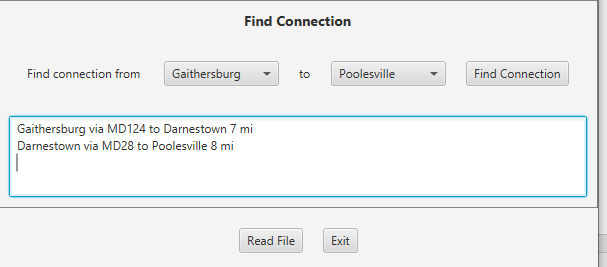 Find Connection
Find connection from Gaithersburg to Poolesville Find Connection
Gaithersburg via MD124 to Darnestown 7 mi
Darnestown via MD28 to Poolesville 8 mi
Read File Exit